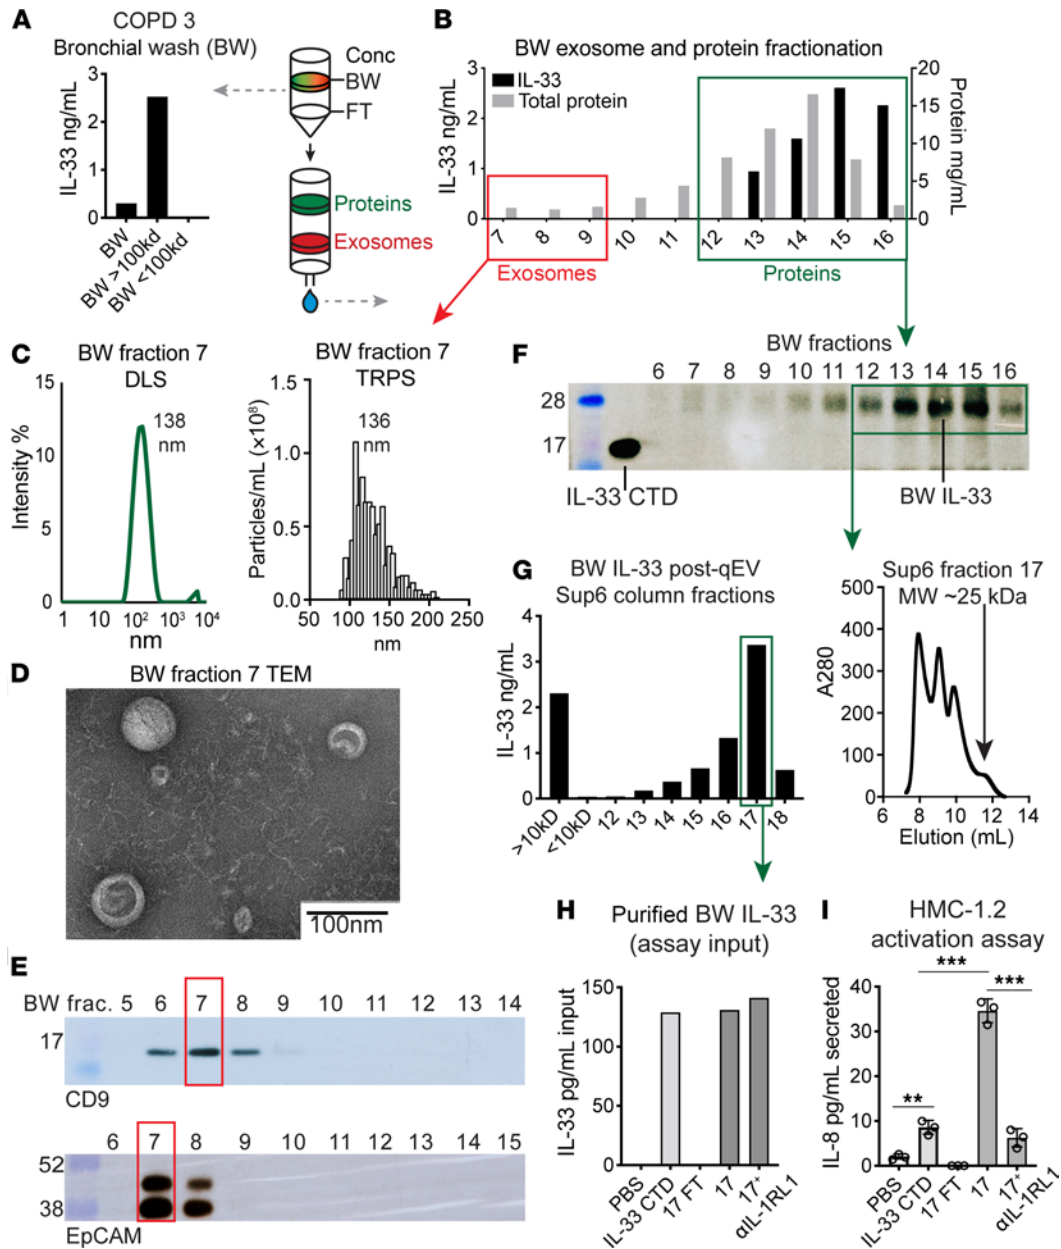 A
COPD 3
Bronchial wash (BW)
IL-33 ng/mL
3
2
1
0
BW
BW >100kd
BW <100kd
Conc
BW
FT
Proteins
Exosomes
B
BW exosome and protein fractionation
IL-33
Total protein
IL-33 ng/mL
3
2
1
0
20
15
10
5
0
Protein mg/mL
7 8 9 10 11 12 13 14 15 16
Exosomes
Proteins
C
BW fraction 7
DLS
138
nm
Intensity %
15
10
5
0
1 10 10² 10³ 10⁴
nm
BW fraction 7
TRPS
136
nm
Particles/mL (×10⁸)
1.5
1.0
0.5
0.0
50 100 150 200 250
nm
D
BW fraction 7 TEM
100nm
E
BW frac. 5 6 7 8 9 10 11 12 13 14
17
CD9
6 7 8 9 10 11 12 13 14 15
52
38
EpCAM
F
BW fractions
6 7 8 9 10 11 12 13 14 15 16
28
17
IL-33 CTD
BW IL-33
G
BW IL-33 post-qEV
Sup6 column fractions
IL-33 ng/mL
4
3
2
1
0
>10kD
<10kD
12
13
14
15
16
17
18
Sup6 fraction 17
MW ~25 kDa
A280
500
400
300
200
100
0
6 8 10 12 14
Elution (mL)
H
Purified BW IL-33
(assay input)
IL-33 pg/mL input
150
100
50
0
PBS
IL-33 CTD
17 FT
17
17⁺
αIL-1RL1
I
HMC-1.2
activation assay
IL-8 pg/mL secreted
40
30
20
10
0
**
***
***
PBS
IL-33 CTD
17 FT
17
17⁺
αIL-1RL1